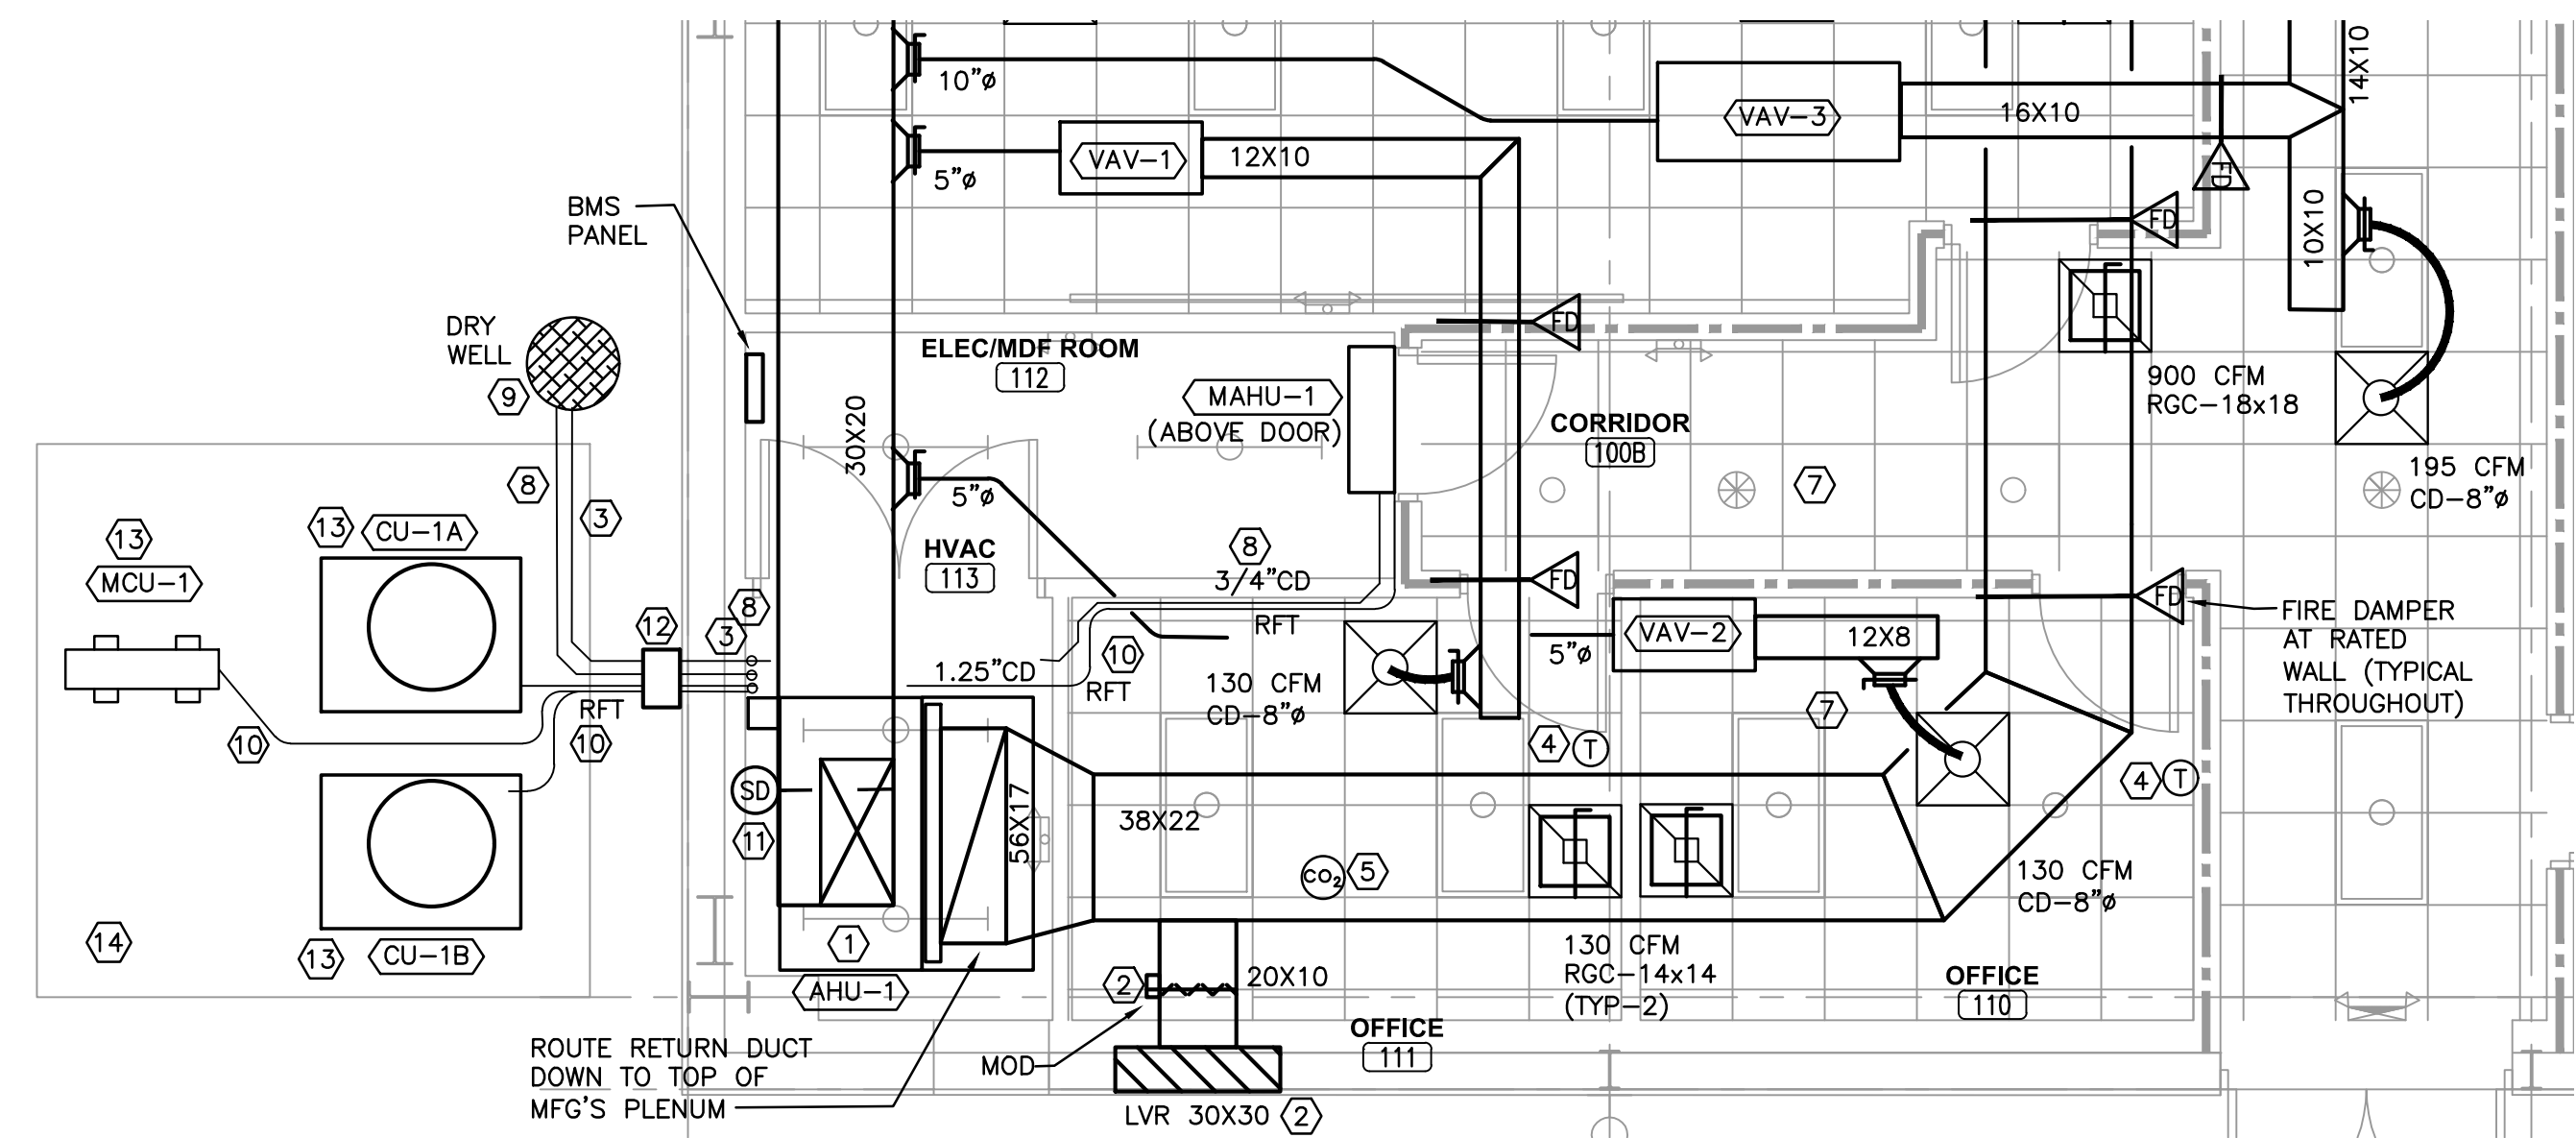 10"ø
VAV-3
16X10
14X10
VAV-1
12X10
5"ø
FD
BMS
PANEL
FD
10X10
DRY
WELL
9
ELEC/MDF ROOM
112
FD
MAHU-1
(ABOVE DOOR)
900 CFM
RGC-18x18
30X20
CORRIDOR
100B
195 CFM
CD-8"ø
8
3
5"ø
7
13
CU-1A
13
MCU-1
HVAC
113
8
3/4"CD
FD
FD
FIRE DAMPER
AT RATED
WALL (TYPICAL
THROUGHOUT)
12
3
8
RFT
10
5"ø
VAV-2
12X8
1.25"CD
RFT
130 CFM
CD-8"ø
RFT
10
10
7
4
T
4
T
SD
11
56X17
38X22
CO2
5
130 CFM
CD-8"ø
14
13
CU-1B
1
AHU-1
2
20X10
130 CFM
RGC-14x14
(TYP-2)
OFFICE
110
OFFICE
111
ROUTE RETURN DUCT
DOWN TO TOP OF
MFG'S PLENUM
MOD
LVR 30X30
2